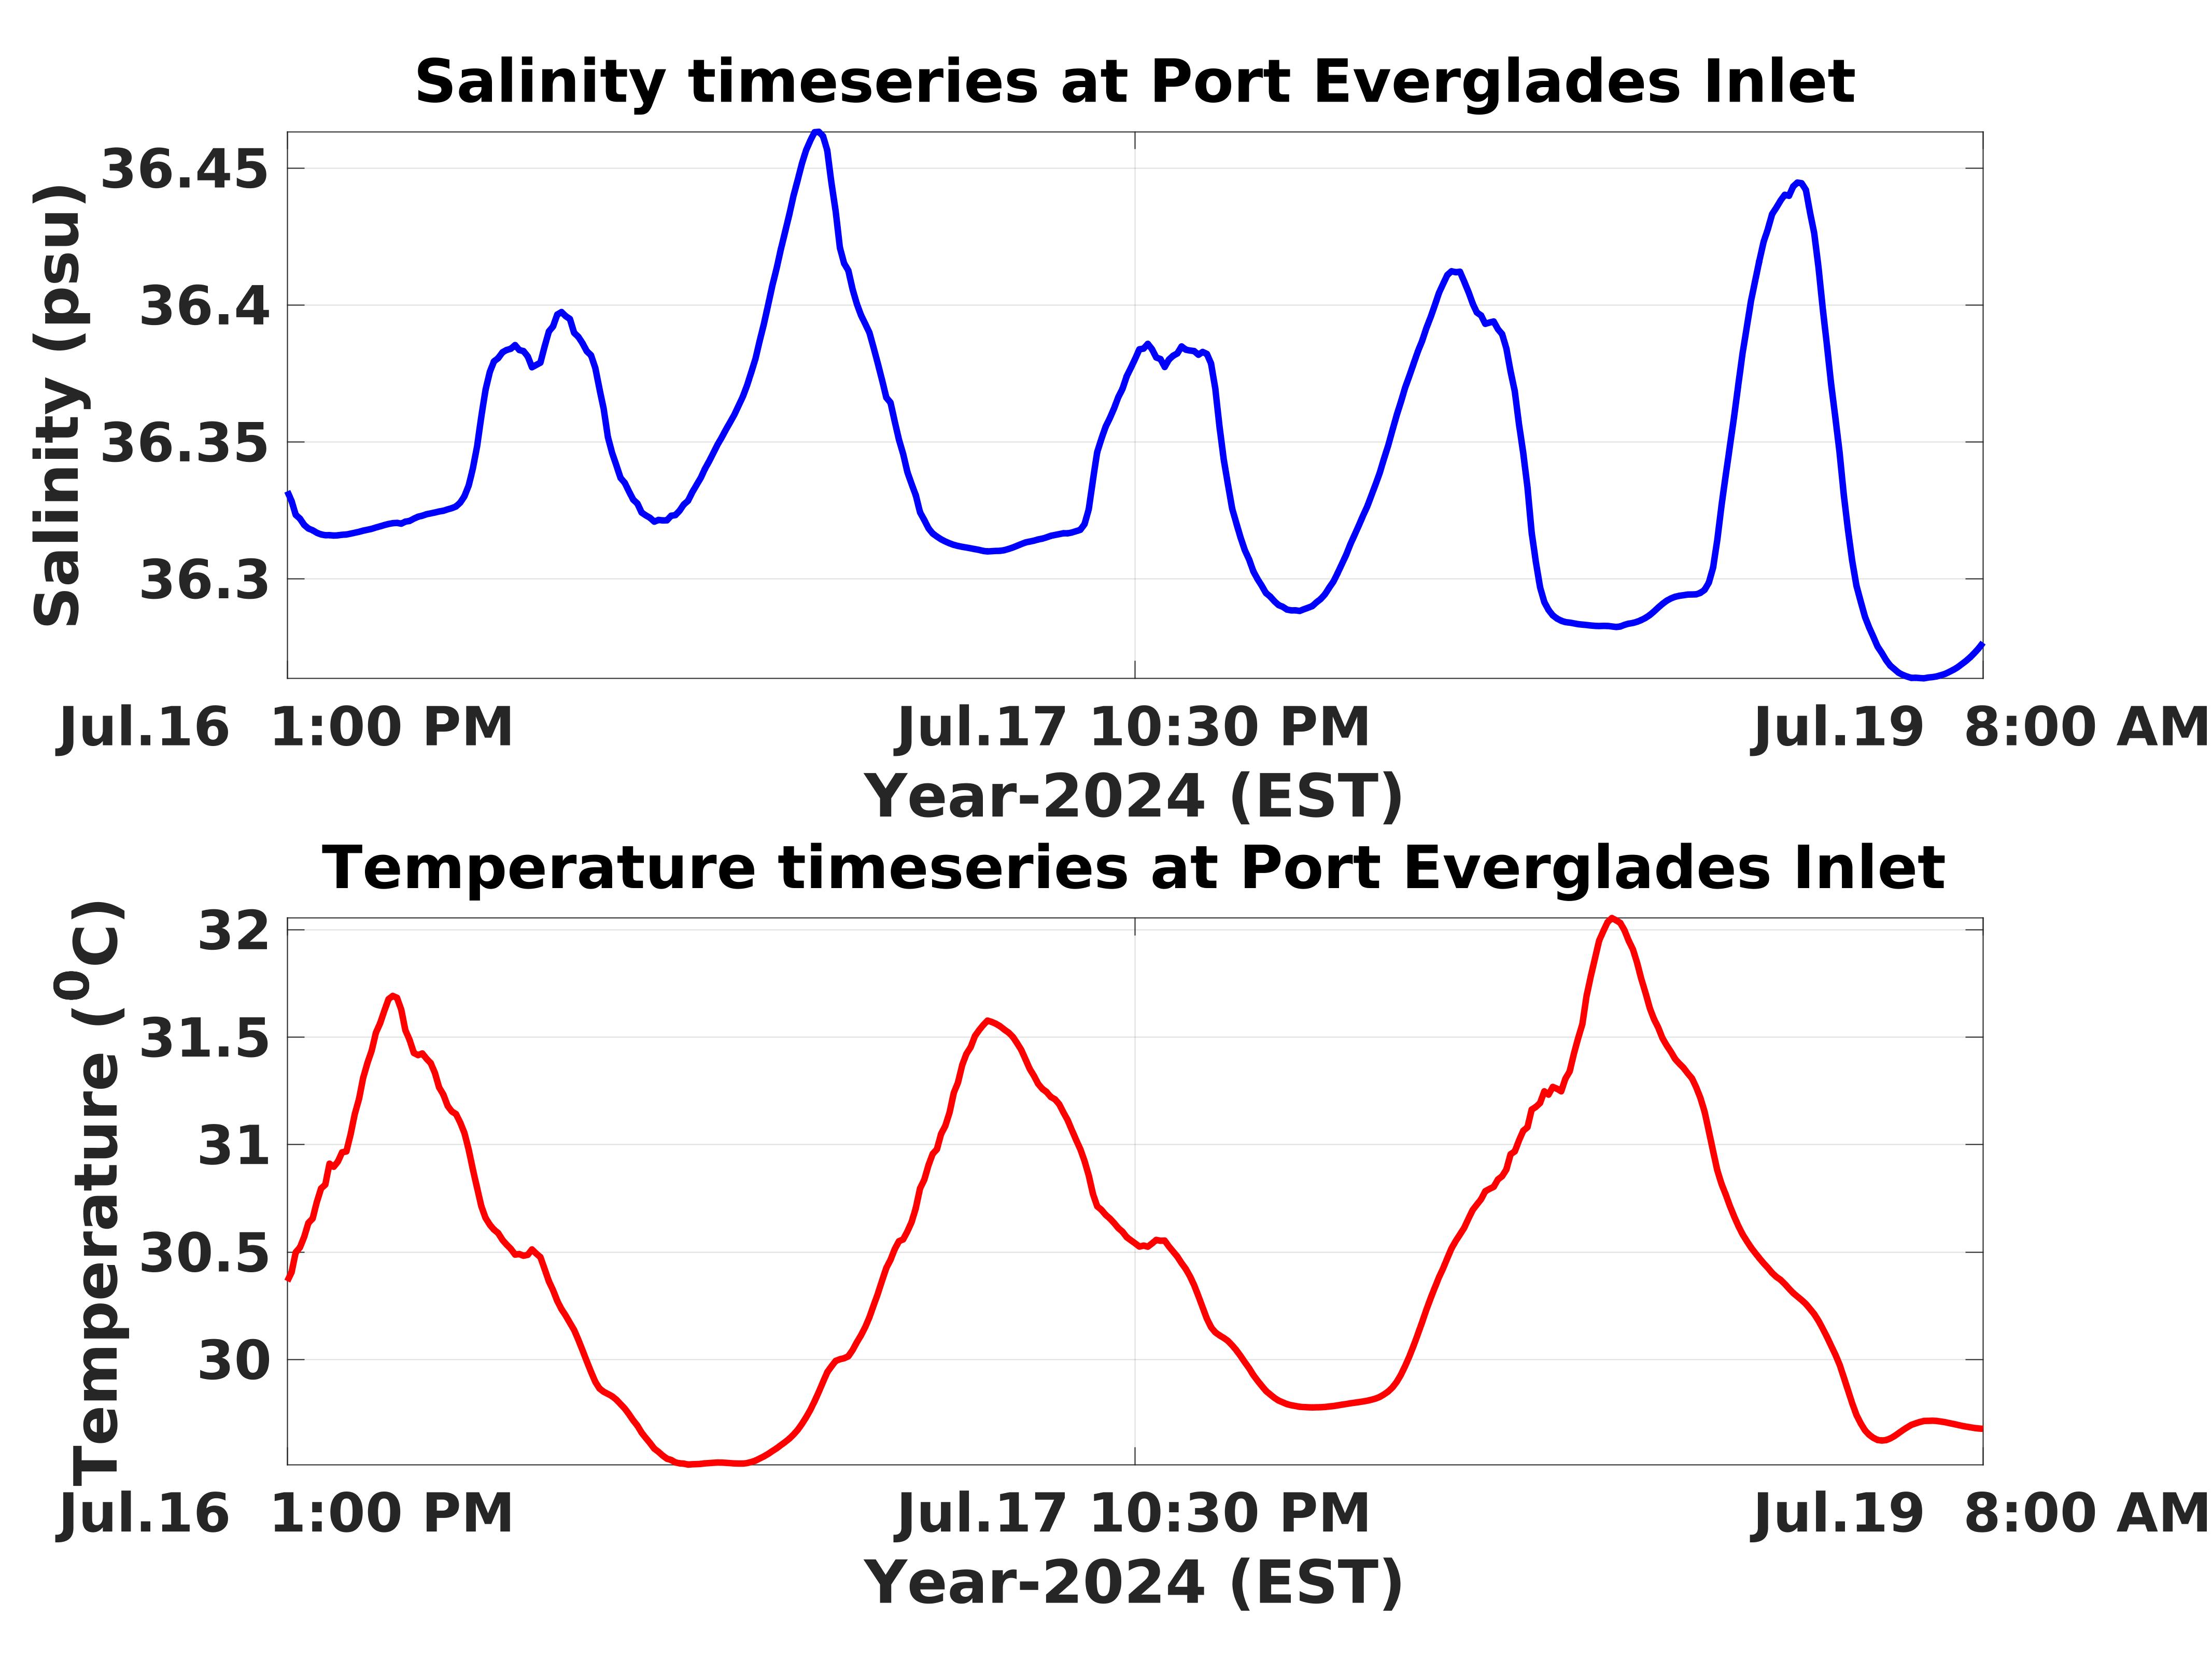 Salinity timeseries at Port Everglades Inlet
Salinity (psu)
36.45
36.4
36.35
36.3
Jul.16  1:00 PM
Jul.17 10:30 PM
Jul.19  8:00 AM
Year-2024 (EST)
Temperature timeseries at Port Everglades Inlet
Temperature (⁰C)
32
31.5
31
30.5
30
Jul.16  1:00 PM
Jul.17 10:30 PM
Jul.19  8:00 AM
Year-2024 (EST)